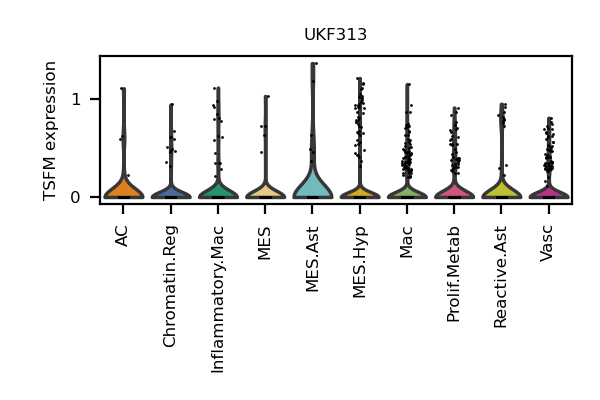 UKF313
TSFM expression
1
0
AC
Chromatin.Reg
Inflammatory.Mac
MES
MES.Ast
MES.Hyp
Mac
Prolif.Metab
Reactive.Ast
Vasc